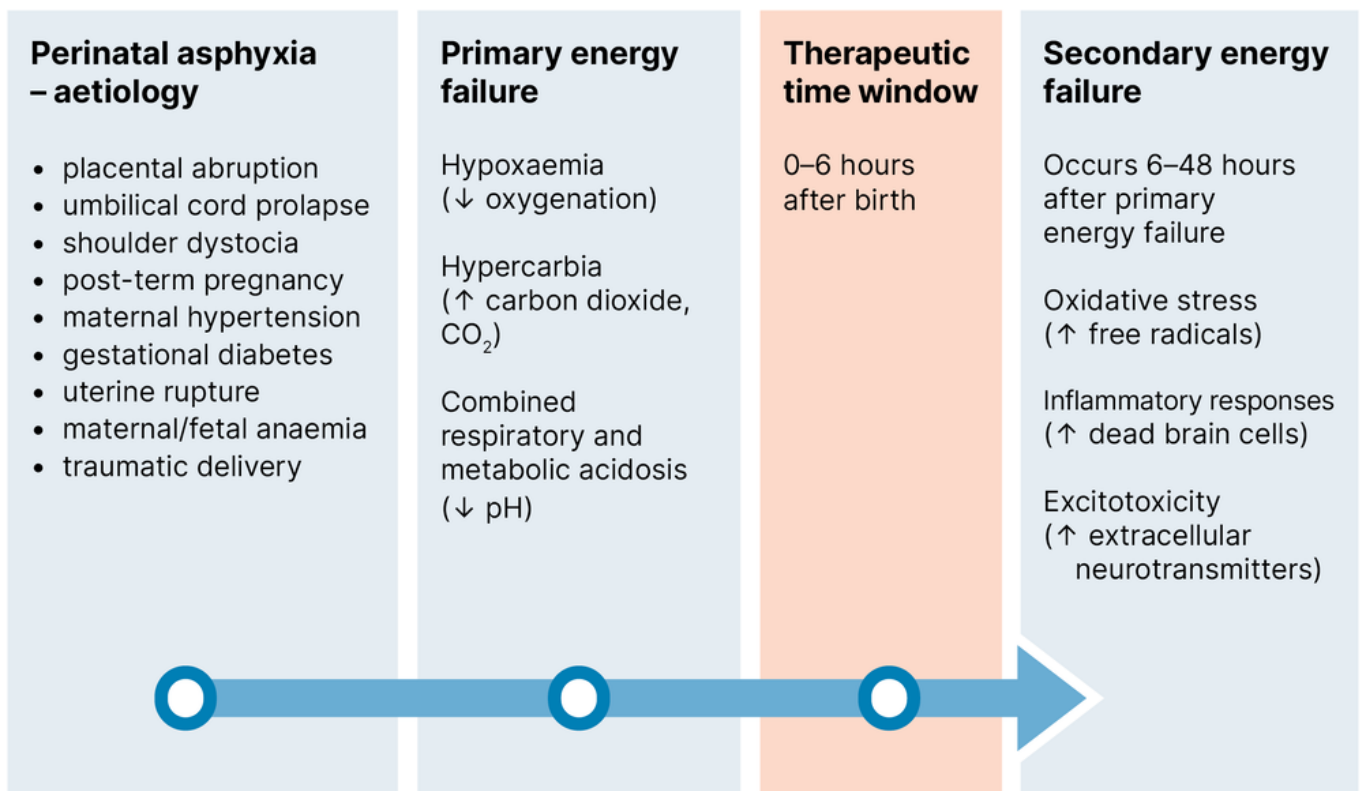 Perinatal asphyxia
– aetiology
• placental abruption
• umbilical cord prolapse
• shoulder dystocia
• post-term pregnancy
• maternal hypertension
• gestational diabetes
• uterine rupture
• maternal/fetal anaemia
• traumatic delivery
Primary energy
failure
Hypoxaemia
(↓ oxygenation)
Hypercarbia
(↑ carbon dioxide,
CO₂)
Combined
respiratory and
metabolic acidosis
(↓ pH)
Therapeutic
time window
0–6 hours
after birth
Secondary energy
failure
Occurs 6–48 hours
after primary
energy failure
Oxidative stress
(↑ free radicals)
Inflammatory responses
(↑ dead brain cells)
Excitotoxicity
(↑ extracellular
neurotransmitters)